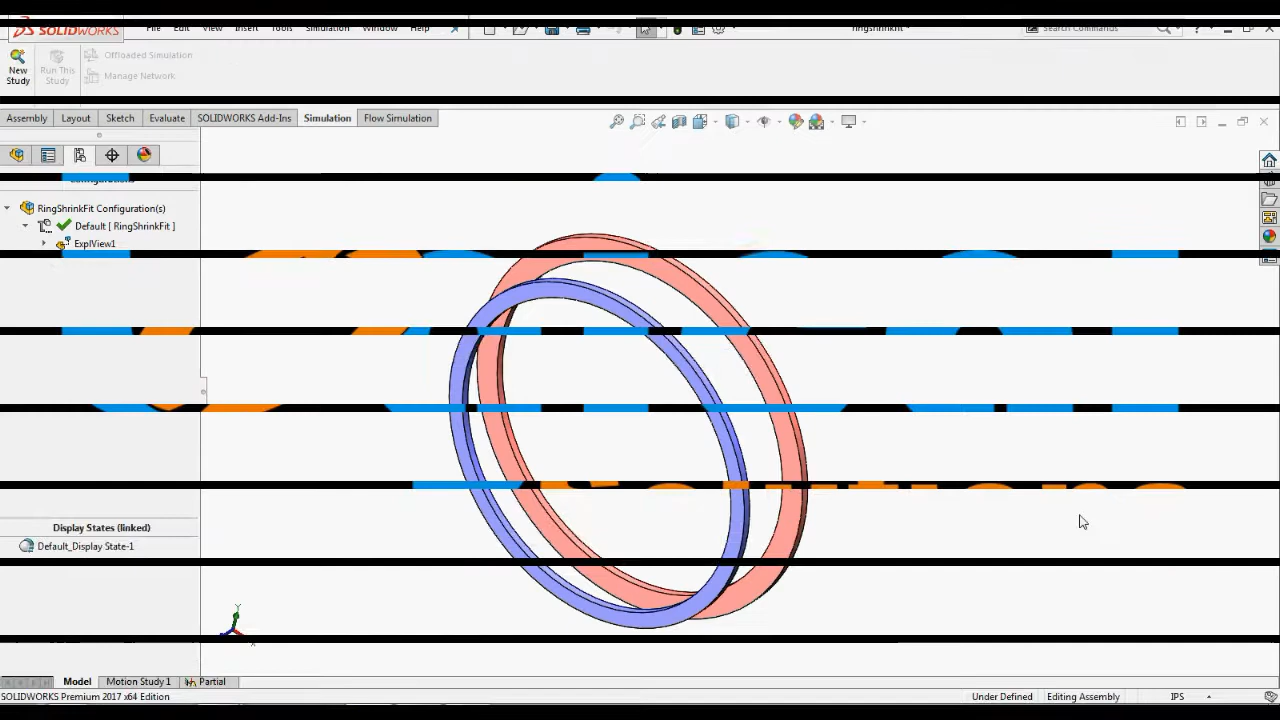 SOLIDWORKS File Edit View Insert Tools Simulation Window Help RingShrinkFit * Search Commands
New Study Run This Study Offloaded Simulation
Manage Network
Assembly Layout Sketch Evaluate SOLIDWORKS Add-Ins Simulation Flow Simulation
Configurations
RingShrinkFit Configuration(s)
Default [ RingShrinkFit ]
ExplView1
Solutions
Display States (linked)
Default_Display State-1
Y
X
Model Motion Study 1 Partial
SOLIDWORKS Premium 2017 x64 Edition Under Defined Editing Assembly IPS